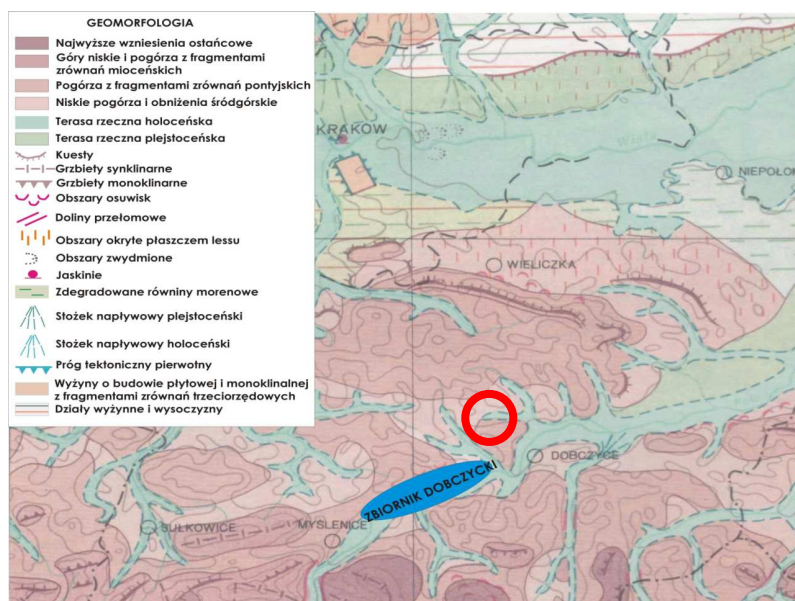 GEOMORFOLOGIA
Najwyższe wzniesienia ostańcowe
Góry niskie i pogórza z fragmentami
zrównań mioceńskich
Pogórza z fragmentami zrównań pontyjskich
Niskie pogórza i obniżenia śródgórskie
Terasa rzeczna holoceńska
Terasa rzeczna plejstoceńska
Kuesty
Grzbiety synklinarne
Grzbiety monoklinarne
Obszary osuwisk
Doliny przełomowe
Obszary okryte płaszczem lessu
Obszary zwydmione
Jaskinie
Zdegradowane równiny morenowe
Stożek napływowy plejstoceński
Stożek napływowy holoceński
Próg tektoniczny pierwotny
Wyżyny o budowie płytowej i monoklinalnej
z fragmentami zrównań trzeciorzędowych
Działy wyżynne i wysoczyzny
KRAKÓW
NIEPOŁO
WIELICZKA
DOBCZYCE
ZBIORNIK DOBCZYCKI
SUŁKOWICE
MYŚLENICE